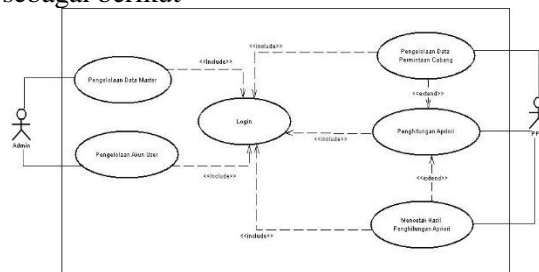 sebagai berikut
<<include>>
Pengelolaan Data
Permintaan Cabang
<<include>>
Pengelolaan Data Master
<<extend>>
Login
Penghitungan Apriori
<<include>>
Admin
PPI
Pengelolaan Akun User
<<include>>
<<extend>>
Mencetak Hasil
Penghitungan Apriori
<<include>>